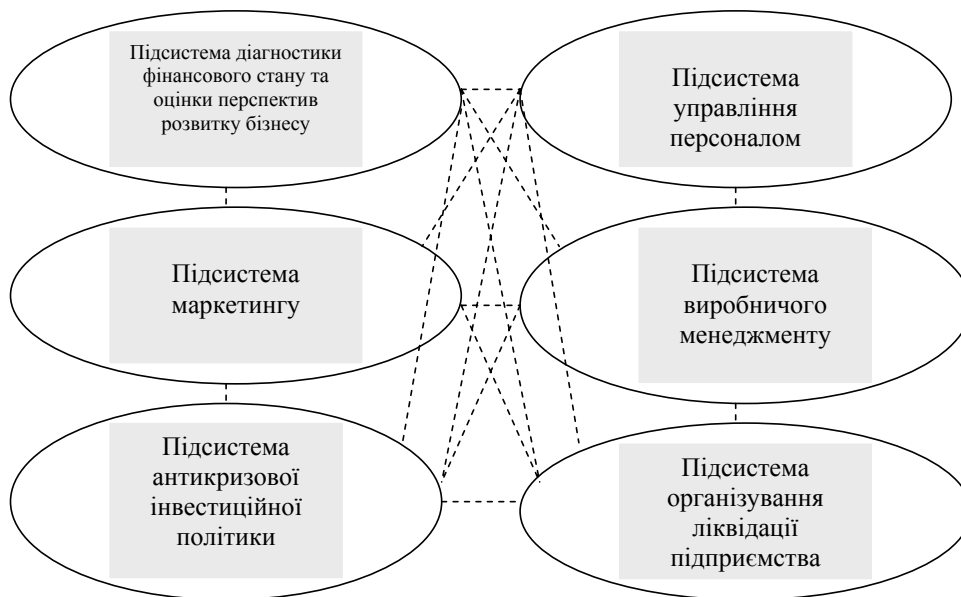 Підсистема діагностики
фінансового стану та
оцінки перспектив
розвитку бізнесу
Підсистема
управління
персоналом
Підсистема
маркетингу
Підсистема
виробничого
менеджменту
Підсистема
антикризової
інвестиційної
політики
Підсистема
організування
ліквідації
підприємства